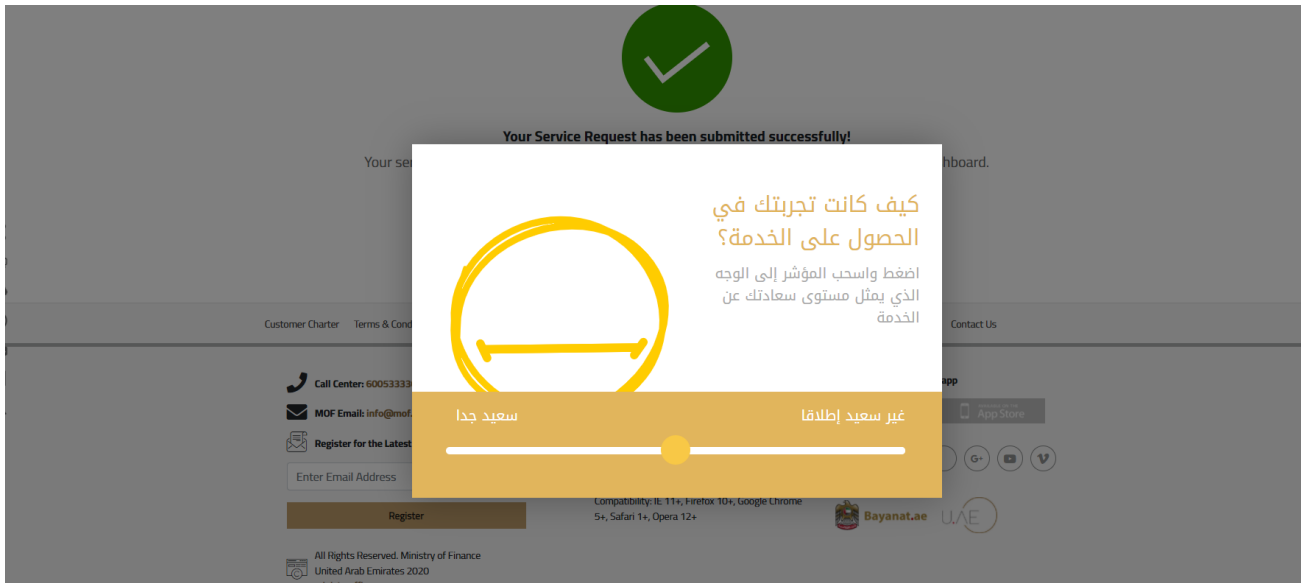 Your Service Request has been submitted successfully!
Your
hboard.
كيف كانت تجربتك في
الحصول على الخدمة؟
اضغط واسحب المؤشر إلى الوجه
الذي يمثل مستوى سعادتك عن
الخدمة
غير سعيد إطلاقا
سعيد جدا
Customer Charter Terms & Cond
Contact Us
Call Center: 60053333
MOF Email: info@mof.
Register for the Latest
Enter Email Address
Register
All Rights Reserved. Ministry of Finance
United Arab Emirates 2020
Compatibility: IE 11+, Firefox 10+, Google Chrome
5+, Safari 1+, Opera 12+
app
App Store
G+
Bayanat.ae
UAE